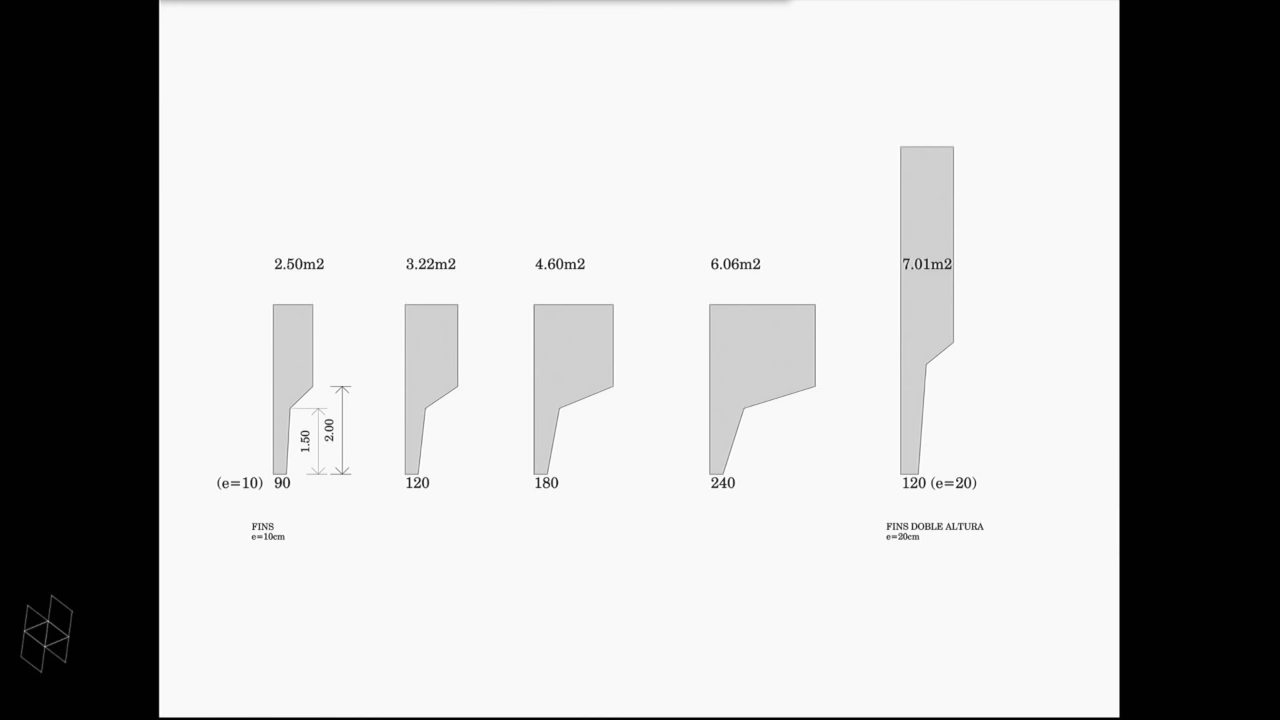 2.50m2
3.22m2
4.60m2
6.06m2
7.01m2
1.50
2.00
(e=10) 90
120
180
240
120 (e=20)
FINS
e=10cm
FINS DOBLE ALTURA
e=20cm